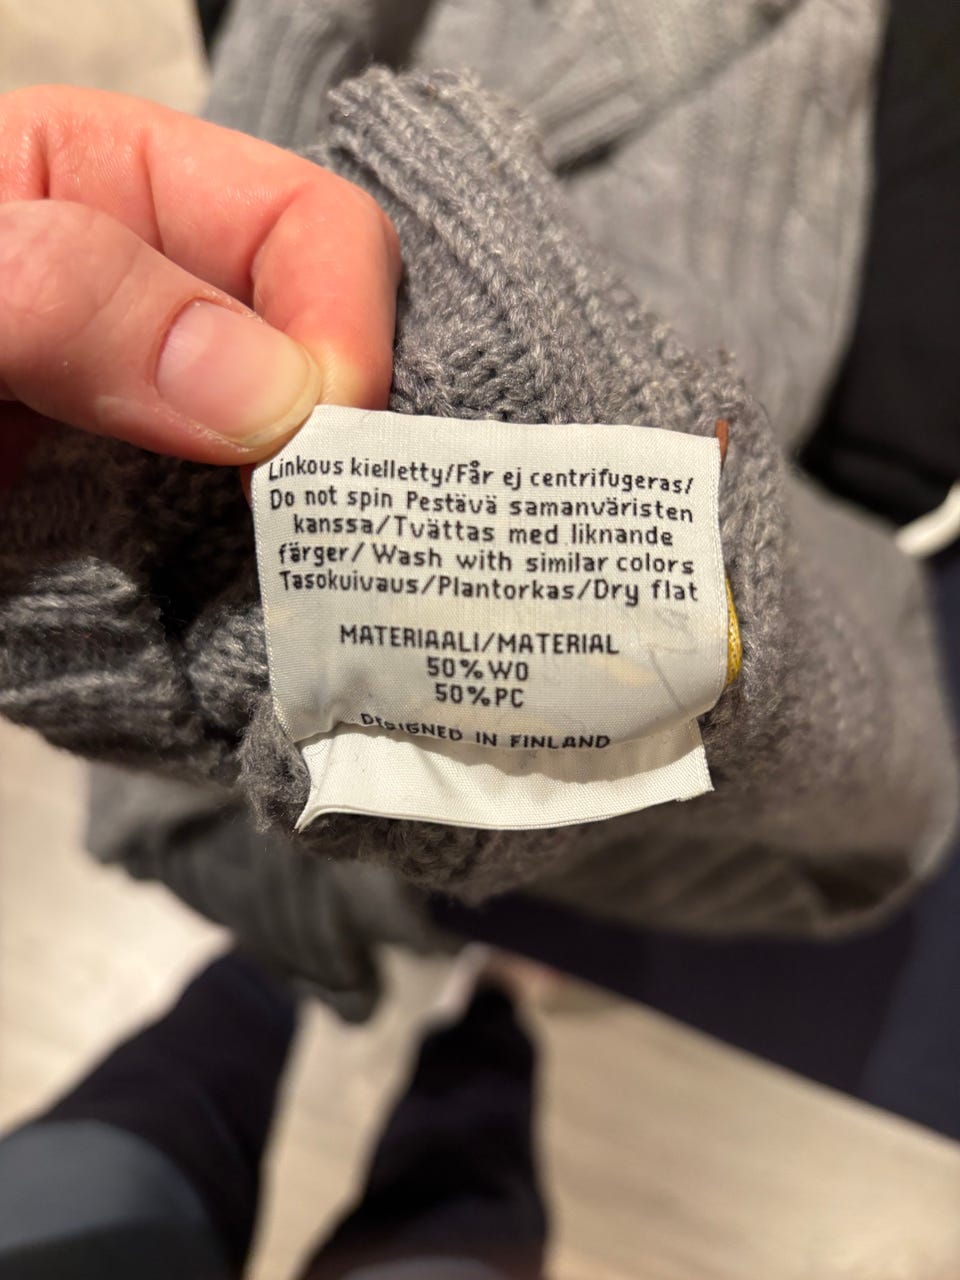 Linkous kielletty/Får ej centrifugeras/
Do not spin Pestävä samanväristen
kanssa/Tvättas med liknande
färger/ Wash with similar colors
Tasokuivaus/Plantorkas/Dry flat
MATERIAALI/MATERIAL
50%WO
50%PC
DESIGNED IN FINLAND